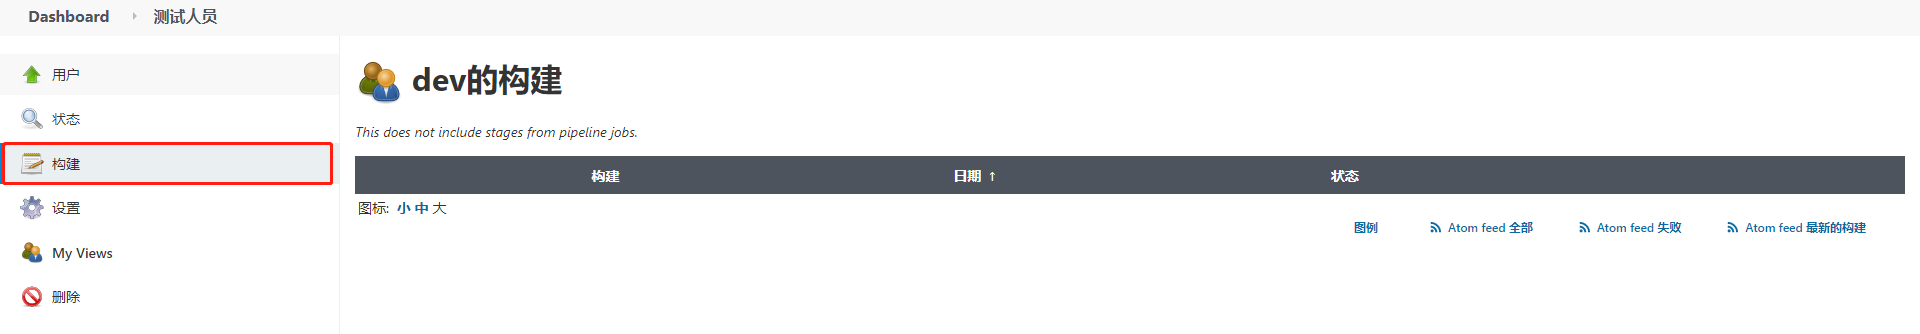 Dashboard 测试人员
用户
状态
构建
设置
My Views
删除
dev的构建
This does not include stages from pipeline jobs.
构建 日期 ↑ 状态
图标: 小 中 大
图例 Atom feed 全部 Atom feed 失败 Atom feed 最新的构建